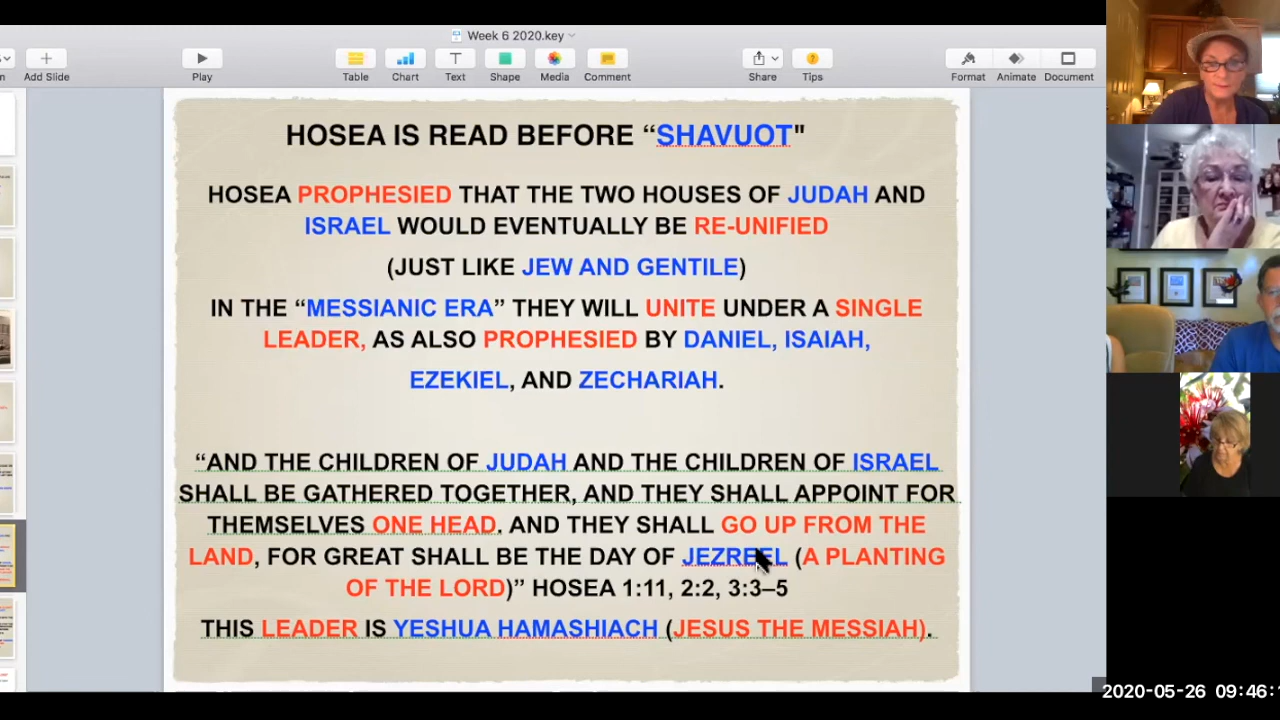 Week 6 2020.key
Add Slide
Play
Table
Chart
Text
Shape
Media
Comment
Share
Tips
Format
Animate
Document
HOSEA IS READ BEFORE “SHAVUOT"
HOSEA PROPHESIED THAT THE TWO HOUSES OF JUDAH AND
ISRAEL WOULD EVENTUALLY BE RE-UNIFIED
(JUST LIKE JEW AND GENTILE)
IN THE “MESSIANIC ERA” THEY WILL UNITE UNDER A SINGLE
LEADER, AS ALSO PROPHESIED BY DANIEL, ISAIAH,
EZEKIEL, AND ZECHARIAH.
“AND THE CHILDREN OF JUDAH AND THE CHILDREN OF ISRAEL
SHALL BE GATHERED TOGETHER, AND THEY SHALL APPOINT FOR
THEMSELVES ONE HEAD. AND THEY SHALL GO UP FROM THE
LAND, FOR GREAT SHALL BE THE DAY OF JEZREEL (A PLANTING
OF THE LORD)” HOSEA 1:11, 2:2, 3:3–5
THIS LEADER IS YESHUA HAMASHIACH (JESUS THE MESSIAH).
2020-05-26 09:46: